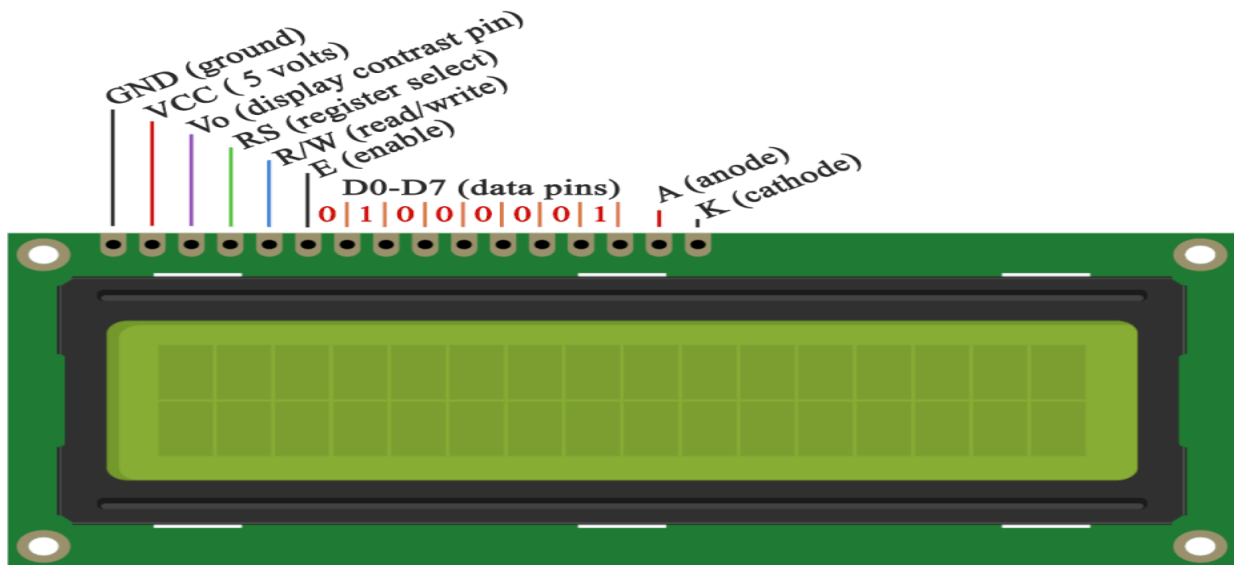 GND (ground)
VCC ( 5 volts)
Vo (display contrast pin)
RS (register select)
R/W (read/write)
E (enable)
D0-D7 (data pins)
0 1 0 0 0 0 0 1
A (anode)
K (cathode)